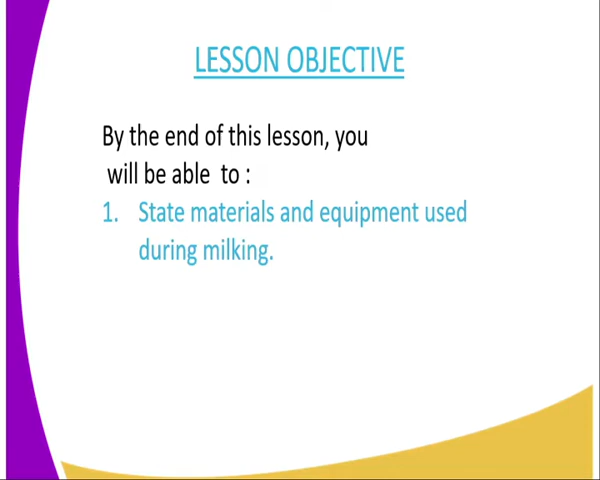 LESSON OBJECTIVE
By the end of this lesson, you
will be able to :
1. State materials and equipment used
during milking.